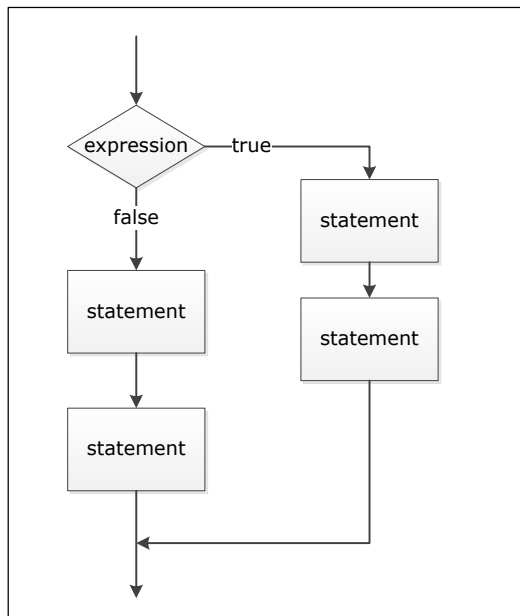 expression
true
false
statement
statement
statement
statement